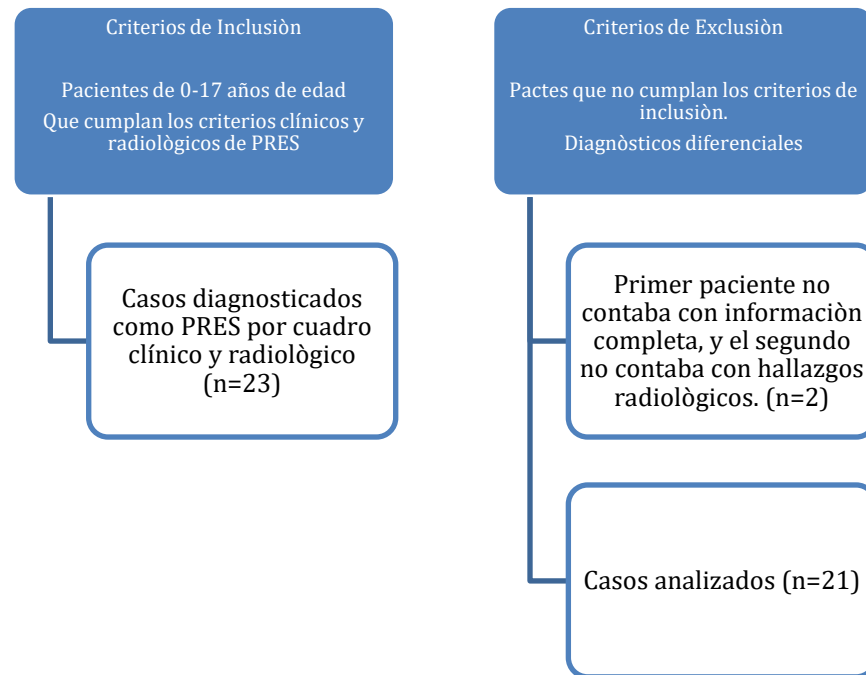 Criterios de Inclusiòn
Pacientes de 0-17 años de edad
Que cumplan los criterios clínicos y
radiològicos de PRES
Casos diagnosticados
como PRES por cuadro
clínico y radiològico
(n=23)
Criterios de Exclusiòn
Pactes que no cumplan los criterios de
inclusiòn.
Diagnòsticos diferenciales
Primer paciente no
contaba con informaciòn
completa, y el segundo
no contaba con hallazgos
radiològicos. (n=2)
Casos analizados (n=21)